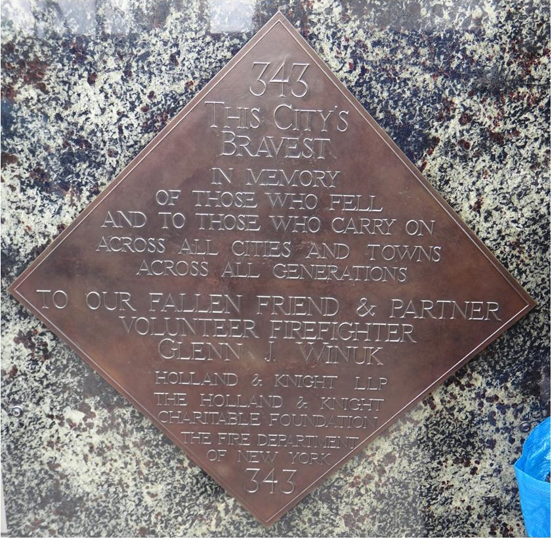 343
THIS CITY'S
BRAVEST
IN MEMORY
OF THOSE WHO FELL
AND TO THOSE WHO CARRY ON
ACROSS ALL CITIES AND TOWNS
ACROSS ALL GENERATIONS
TO OUR FALLEN FRIEND & PARTNER
VOLUNTEER FIREFIGHTER
GLENN J. WINUK
HOLLAND & KNIGHT LLP
THE HOLLAND & KNIGHT
CHARITABLE FOUNDATION
THE FIRE DEPARTMENT
OF NEW YORK
343